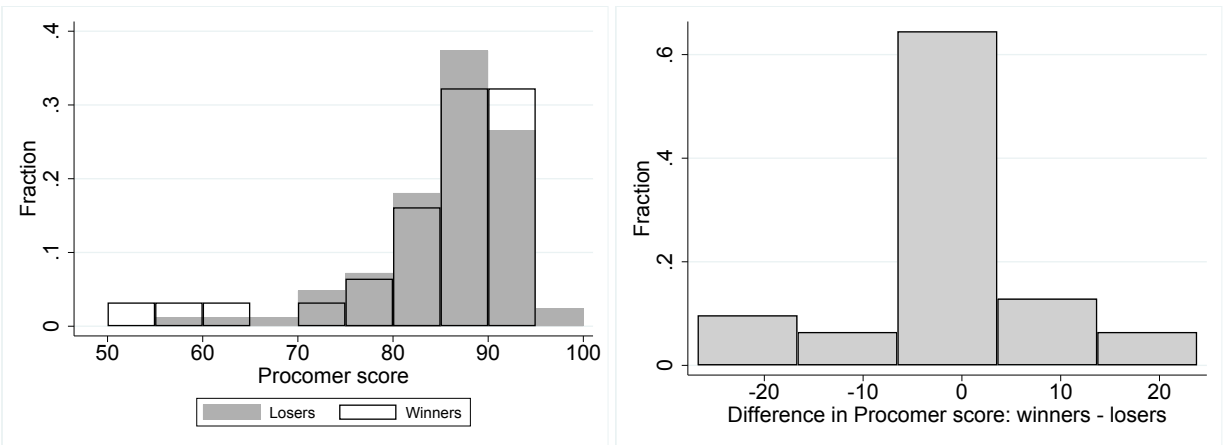 Fraction
.4
.3
.2
.1
0
50 60 70 80 90 100
Procomer score
Losers Winners
Fraction
.6
.4
.2
0
-20 -10 0 10 20
Difference in Procomer score: winners - losers